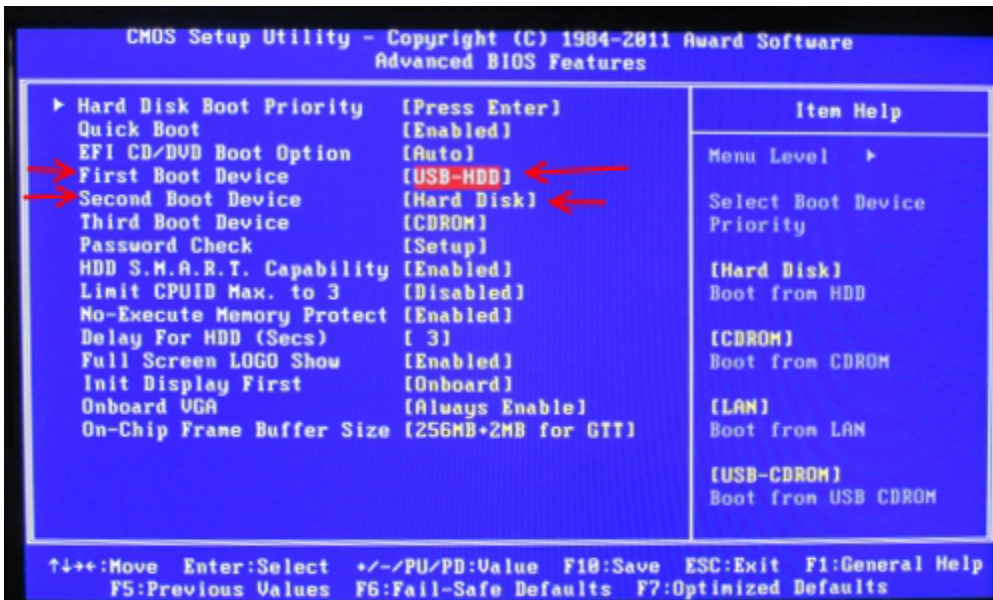 CMOS Setup Utility - Copyright (C) 1984-2011 Award Software
Advanced BIOS Features
► Hard Disk Boot Priority [Press Enter]
Quick Boot [Enabled]
EFI CD/DVD Boot Option [Auto]
First Boot Device [USB-HDD]
Second Boot Device [Hard Disk]
Third Boot Device [CDROM]
Password Check [Setup]
HDD S.M.A.R.T. Capability [Enabled]
Limit CPUID Max. to 3 [Disabled]
No-Execute Memory Protect [Enabled]
Delay For HDD (Secs) [ 3]
Full Screen LOGO Show [Enabled]
Init Display First [Onboard]
Onboard VGA [Always Enable]
On-Chip Frame Buffer Size [256MB+2MB for GTT]
Item Help
Menu Level ►
Select Boot Device
Priority
[Hard Disk]
Boot from HDD
[CDROM]
Boot from CDROM
[LAN]
Boot from LAN
[USB-CDROM]
Boot from USB CDROM
↑↓→←:Move Enter:Select +/-/PU/PD:Value F10:Save ESC:Exit F1:General Help
F5:Previous Values F6:Fail-Safe Defaults F7:Optimized Defaults